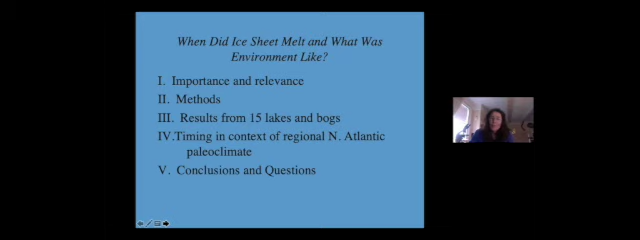 When Did Ice Sheet Melt and What Was
Environment Like?
I. Importance and relevance
II. Methods
III. Results from 15 lakes and bogs
IV.Timing in context of regional N. Atlantic
paleoclimate
V. Conclusions and Questions